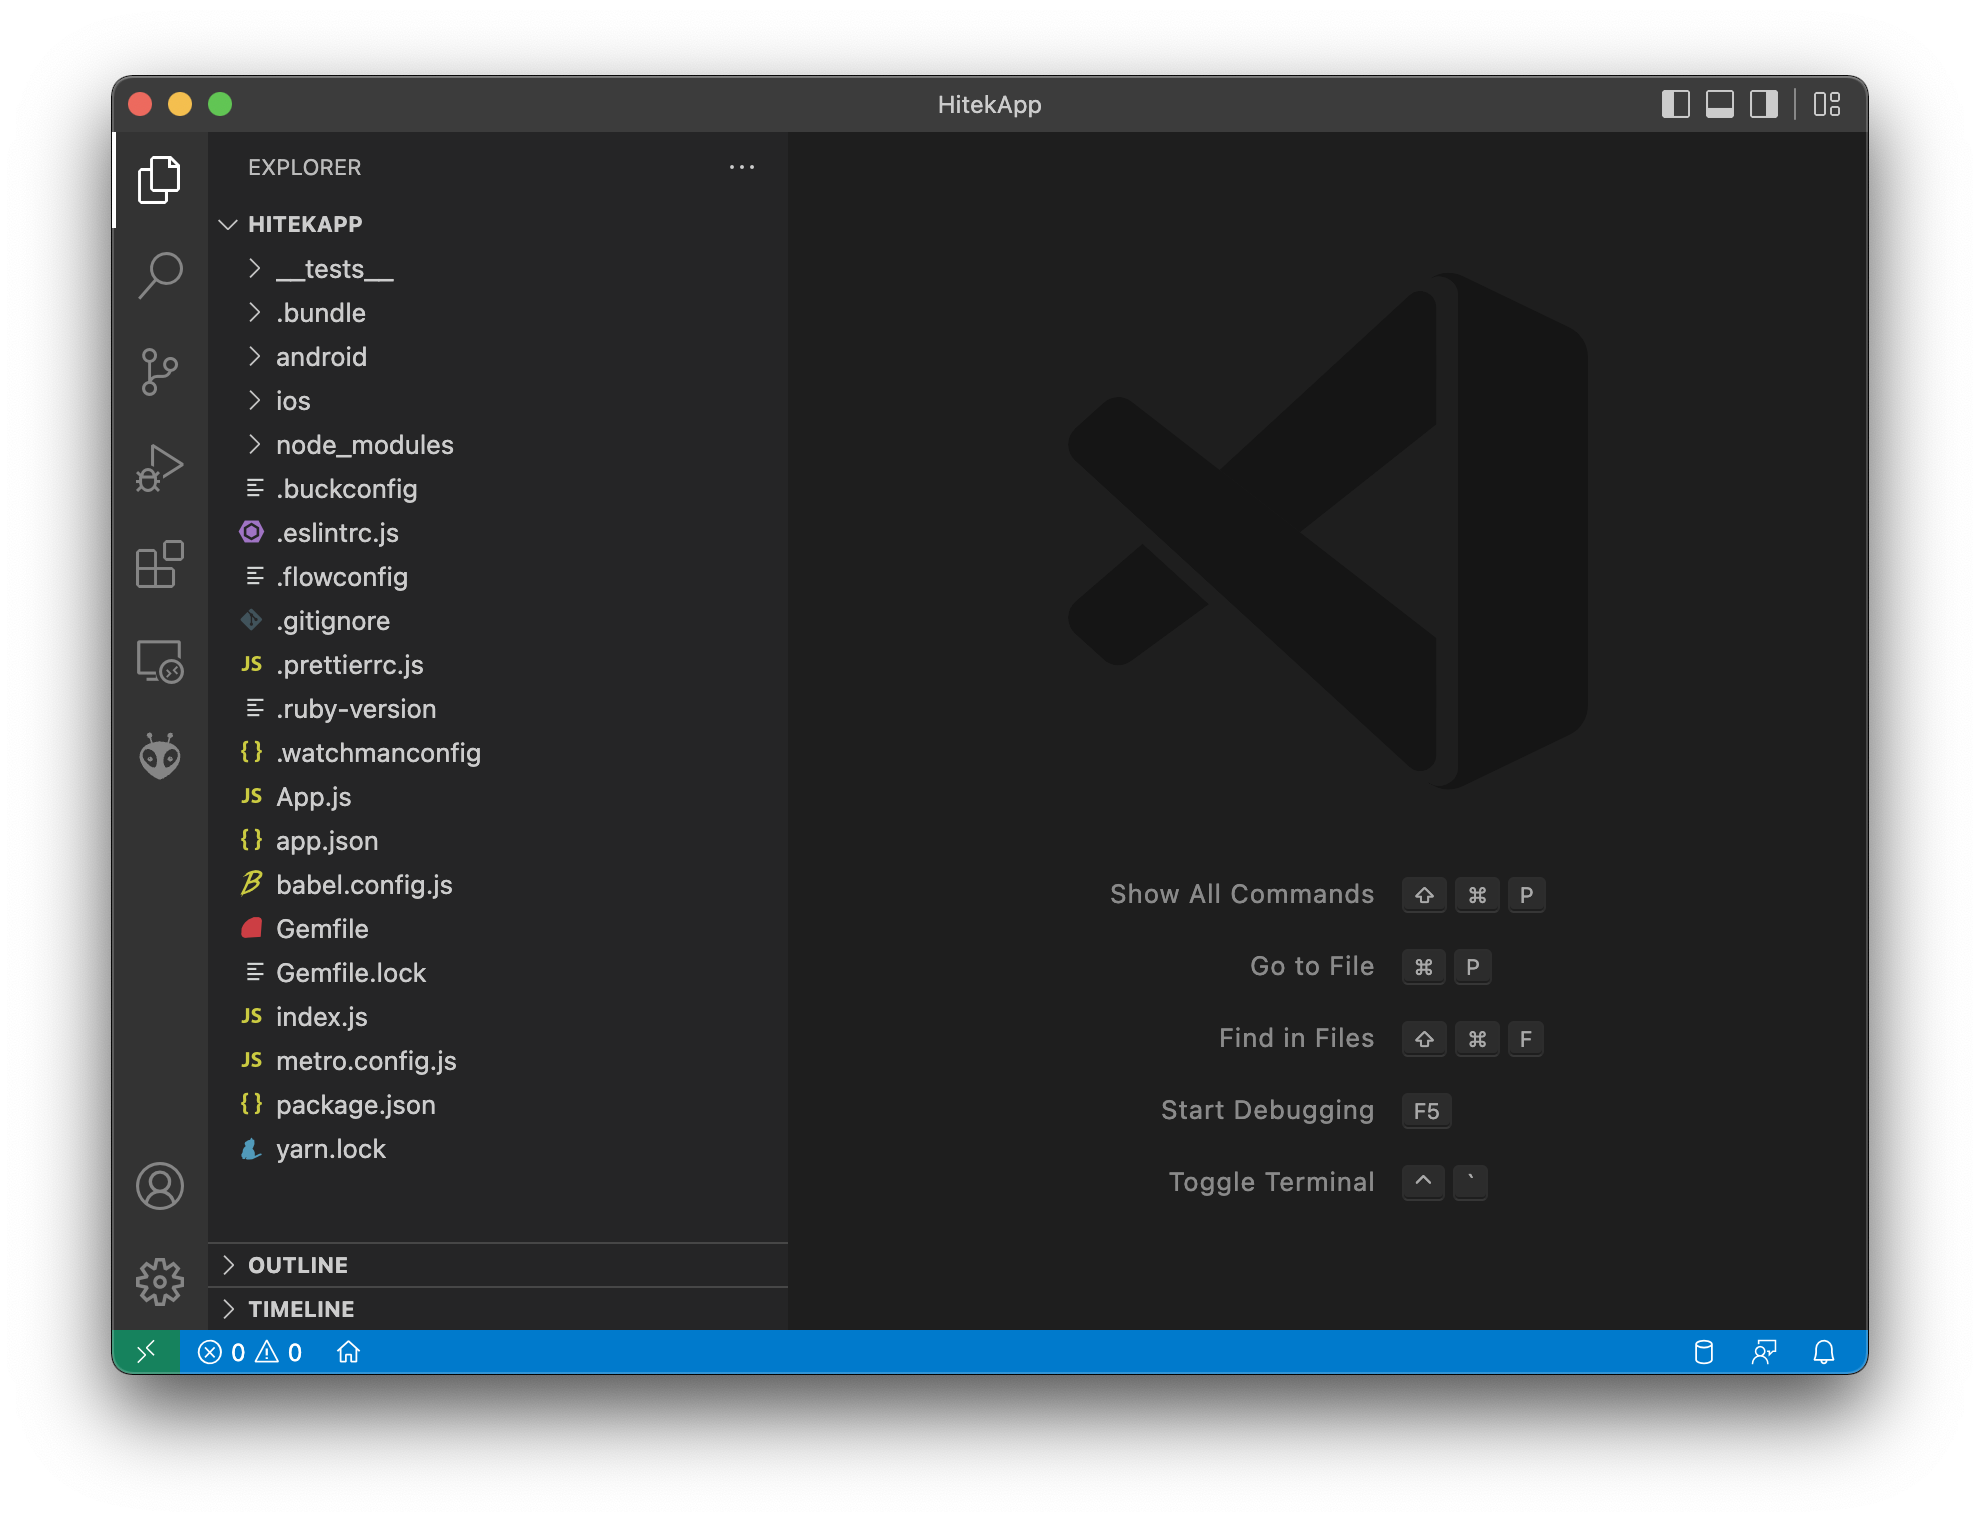 HitekApp
EXPLORER
HITEKAPP
__tests__
.bundle
android
ios
node_modules
.buckconfig
.eslintrc.js
.flowconfig
.gitignore
JS .prettierrc.js
.ruby-version
{} .watchmanconfig
JS App.js
{} app.json
babel.config.js
Gemfile
Gemfile.lock
JS index.js
JS metro.config.js
{} package.json
yarn.lock
OUTLINE
TIMELINE
Show All Commands ⇧ ⌘ P
Go to File ⌘ P
Find in Files ⇧ ⌘ F
Start Debugging F5
Toggle Terminal ^ `
0 0